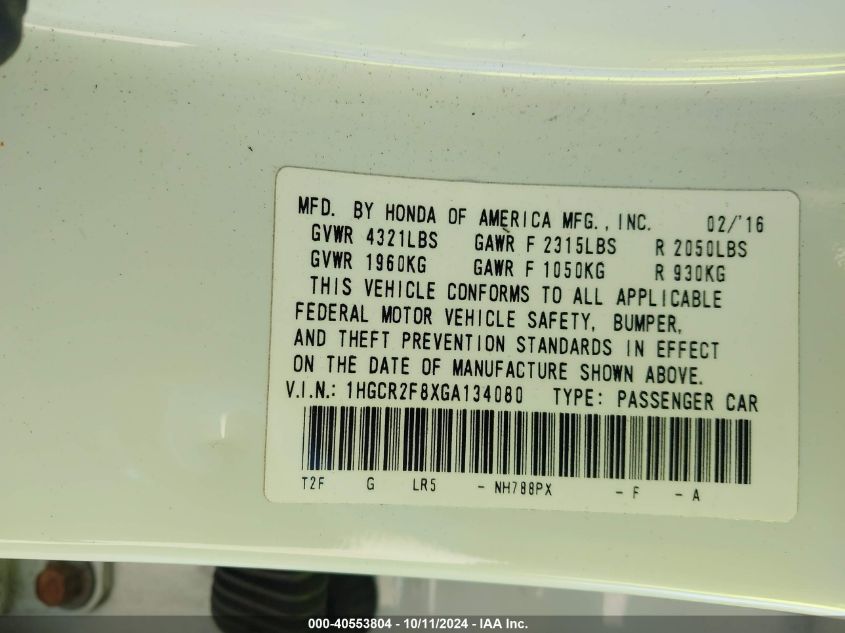 MFD. BY HONDA OF AMERICA MFG., INC. 02/'16
GVWR 4321LBS GAWR F 2315LBS R 2050LBS
GVWR 1960KG GAWR F 1050KG R 930KG
THIS VEHICLE CONFORMS TO ALL APPLICABLE
FEDERAL MOTOR VEHICLE SAFETY, BUMPER,
AND THEFT PREVENTION STANDARDS IN EFFECT
ON THE DATE OF MANUFACTURE SHOWN ABOVE.
V.I.N.: 1HGCR2F8XGA134080 TYPE: PASSENGER CAR
T2F G LR5 - NH788PX - F - A
000-40553804 - 10/11/2024 - IAA Inc.